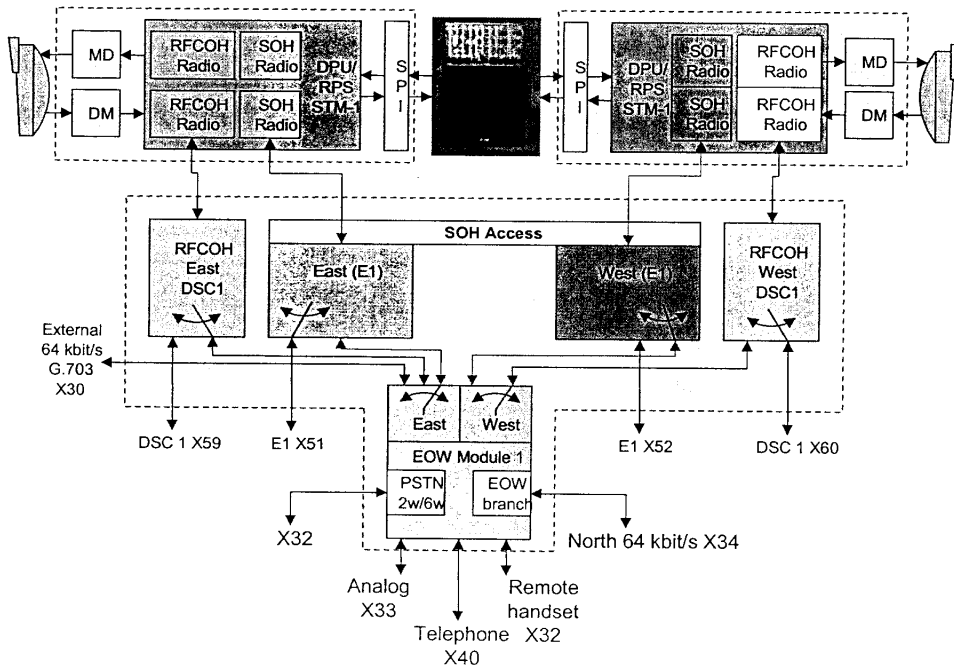 MD
DM
RFCOH
Radio
SOH
Radio
RFCOH
Radio
SOH
Radio
DPU/
RPS
STM-1
S
P
I
S
P
I
DPU/
RPS
STM-1
SOH
Radio
RFCOH
Radio
SOH
Radio
RFCOH
Radio
MD
DM
SOH Access
RFCOH
East
DSC1
East (E1)
West (E1)
RFCOH
West
DSC1
External
64 kbit/s
G.703
X30
DSC 1 X59
E1 X51
East
West
E1 X52
DSC 1 X60
EOW Module 1
PSTN
2w/6w
EOW
branch
X32
North 64 kbit/s X34
Analog
X33
Telephone
X40
Remote
handset
X32